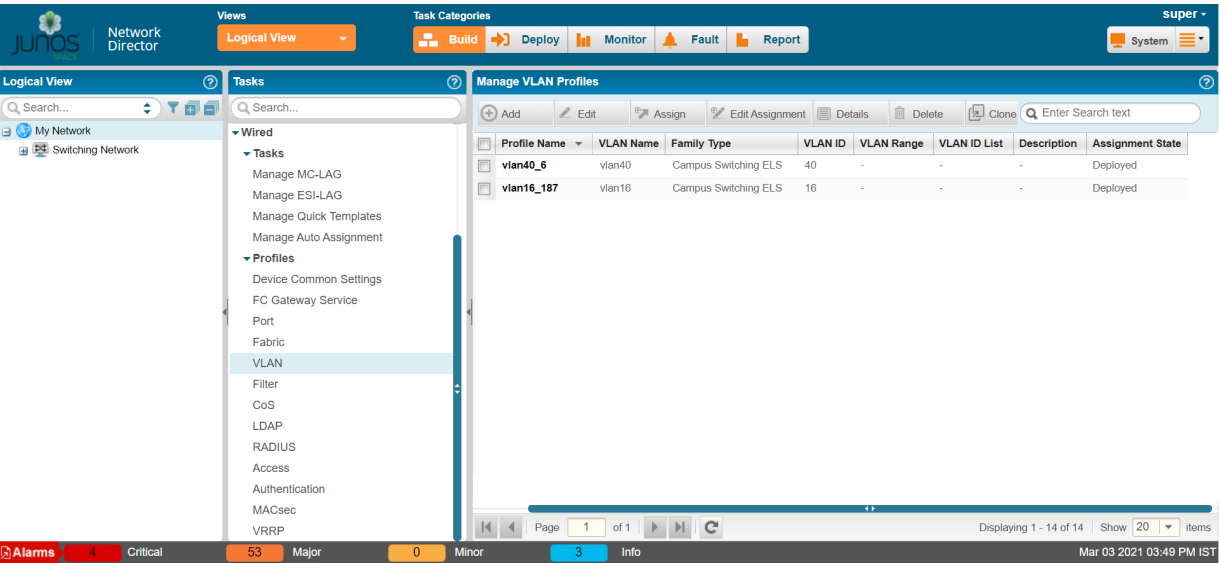 JUNOS
SPACE
Network
Director
Views
Logical View
Task Categories
Build
Deploy
Monitor
Fault
Report
super
System
Logical View
Search...
My Network
Switching Network
Tasks
Search...
Wired
Tasks
Manage MC-LAG
Manage ESI-LAG
Manage Quick Templates
Manage Auto Assignment
Profiles
Device Common Settings
FC Gateway Service
Port
Fabric
VLAN
Filter
CoS
LDAP
RADIUS
Access
Authentication
MACsec
VRRP
Manage VLAN Profiles
Add Edit Assign Edit Assignment Details Delete Clone Enter Search text
Profile Name VLAN Name Family Type VLAN ID VLAN Range VLAN ID List Description Assignment State
vlan40_6 vlan40 Campus Switching ELS 40 - - - Deployed
vlan16_187 vlan16 Campus Switching ELS 16 - - - Deployed
Page 1 of 1 Displaying 1 - 14 of 14 Show 20 items
Alarms 4 Critical 53 Major 0 Minor 3 Info Mar 03 2021 03:49 PM IST